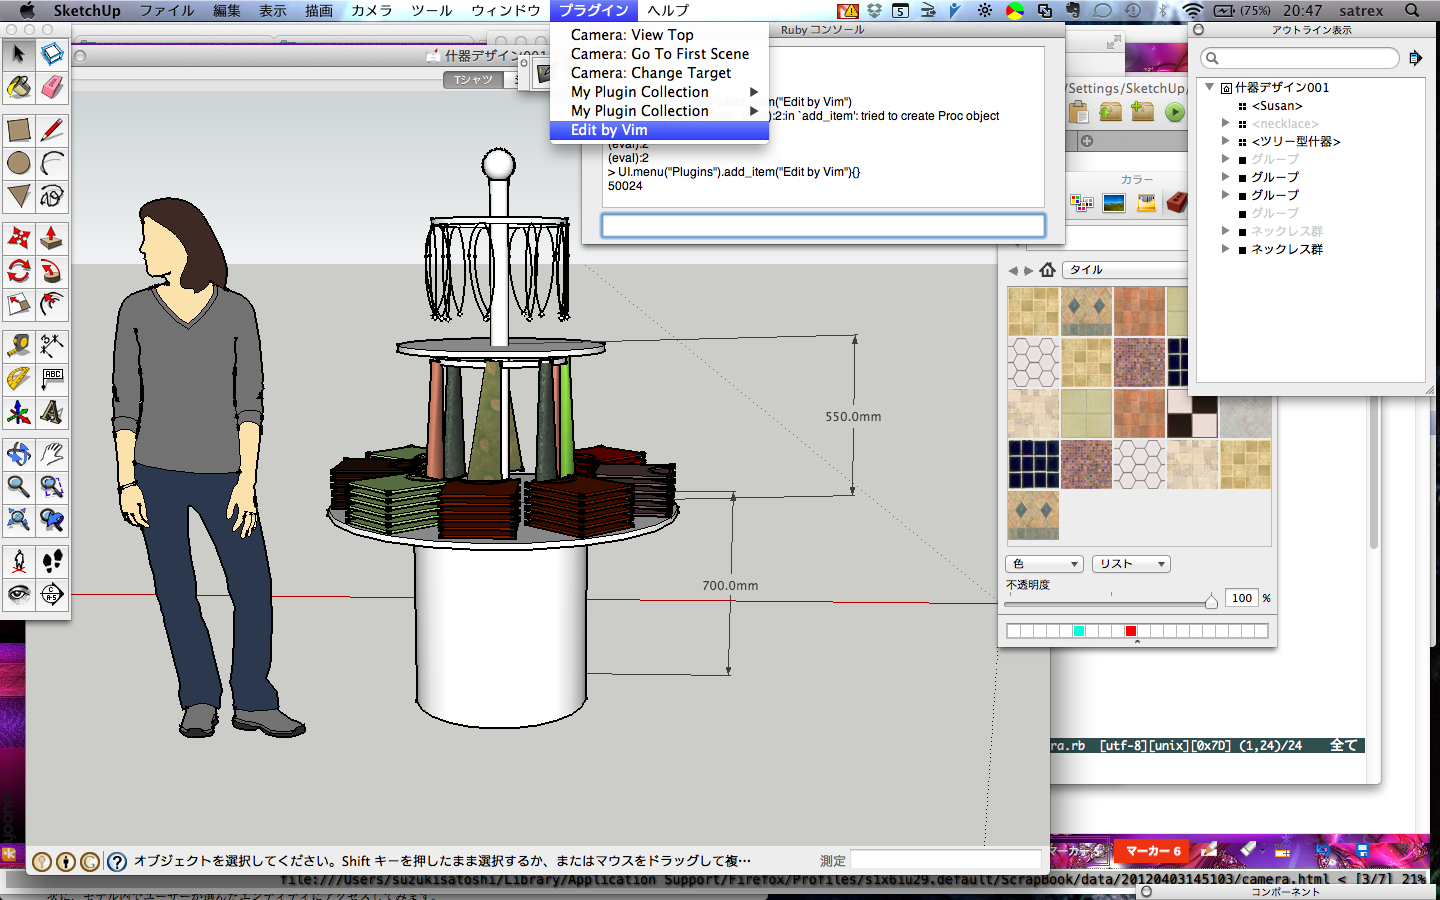 SketchUp ファイル 編集 表示 描画 カメラ ツール ウィンドウ プラグイン ヘルプ
5 (75%) 20:47 satrex
什器デザイン001
Tシャツ
Camera: View Top
Camera: Go To First Scene
Camera: Change Target
My Plugin Collection
My Plugin Collection
Edit by Vim
Ruby コンソール
m("Edit by Vim")
):2:in `add_item': tried to create Proc object
(eval):2
(eval):2
> UI.menu("Plugins").add_item("Edit by Vim"){}
50024
/Settings/SketchUp/
カラー
タイル
色
リスト
不透明度
100 %
アウトライン表示
什器デザイン001
<Susan>
<necklace>
<ツリー型什器>
グループ
グループ
グループ
グループ
ネックレス群
ネックレス群
ABC
550.0mm
700.0mm
ra.rb [utf-8][unix][0x7D] (1,24)/24 全て
オブジェクトを選択してください。Shift キーを押したまま選択するか、またはマウスをドラッグして複…
測定
マーカー 6
file:///Users/suzukisatoshi/Library/Application Support/Firefox/Profiles/s1x61u29.default/ScrapBook/data/20120403145103/camera.html < [3/7] 21%
コンポーネント